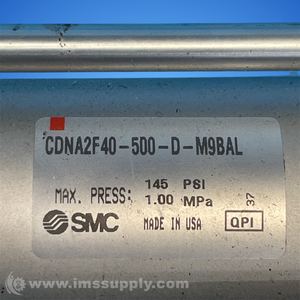 CDNA2F40-500-D-M9BAL
MAX. PRESS: 145 PSI
1.00 MPa
SMC MADE IN USA QPI 37
© www.imssupply.com